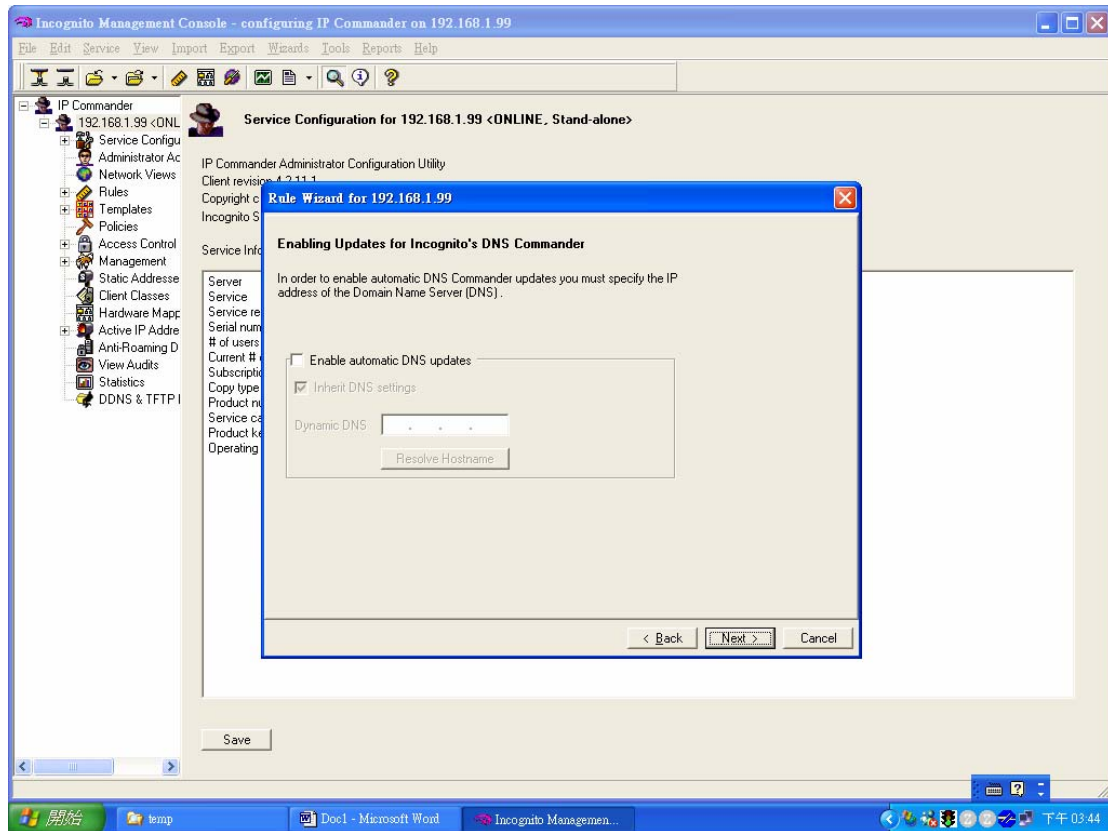 Incognito Management Console - configuring IP Commander on 192.168.1.99
File Edit Service View Import Export Wizards Tools Reports Help
IP Commander
192.168.1.99 <ONL
Service Configu
Administrator Ac
Network Views
Rules
Templates
Policies
Access Control
Management
Static Addresse
Client Classes
Hardware Mapp
Active IP Addre
Anti-Roaming D
View Audits
Statistics
DDNS & TFTP I
Service Configuration for 192.168.1.99 <ONLINE, Stand-alone>
IP Commander Administrator Configuration Utility
Client revision 4.2.11.1
Copyright c
Incognito S
Service Info
Server
Service
Service re
Serial num
# of users
Current #
Subscriptio
Copy type
Product nu
Service ca
Product ke
Operating
Save
Rule Wizard for 192.168.1.99
Enabling Updates for Incognito's DNS Commander
In order to enable automatic DNS Commander updates you must specify the IP
address of the Domain Name Server (DNS) .
Enable automatic DNS updates
Inherit DNS settings
Dynamic DNS . . .
Resolve Hostname
< Back Next > Cancel
開始 temp Doc1 - Microsoft Word Incognito Managemen... 下午 03:44